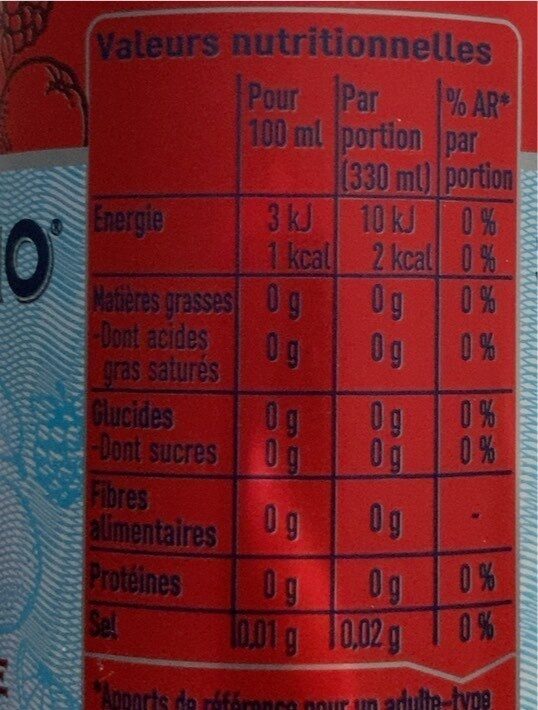 Valeurs nutritionnelles
Pour 100 ml | Par portion (330 ml) | % AR* par portion
Energie 3 kJ 10 kJ 0 %
1 kcal 2 kcal 0 %
Matières grasses 0 g 0 g 0 %
-Dont acides gras saturés 0 g 0 g 0 %
Glucides 0 g 0 g 0 %
-Dont sucres 0 g 0 g 0 %
Fibres alimentaires 0 g 0 g -
Protéines 0 g 0 g 0 %
Sel 0.01 g 0,02 g 0 %
*Apports de référence pour un adulte-type